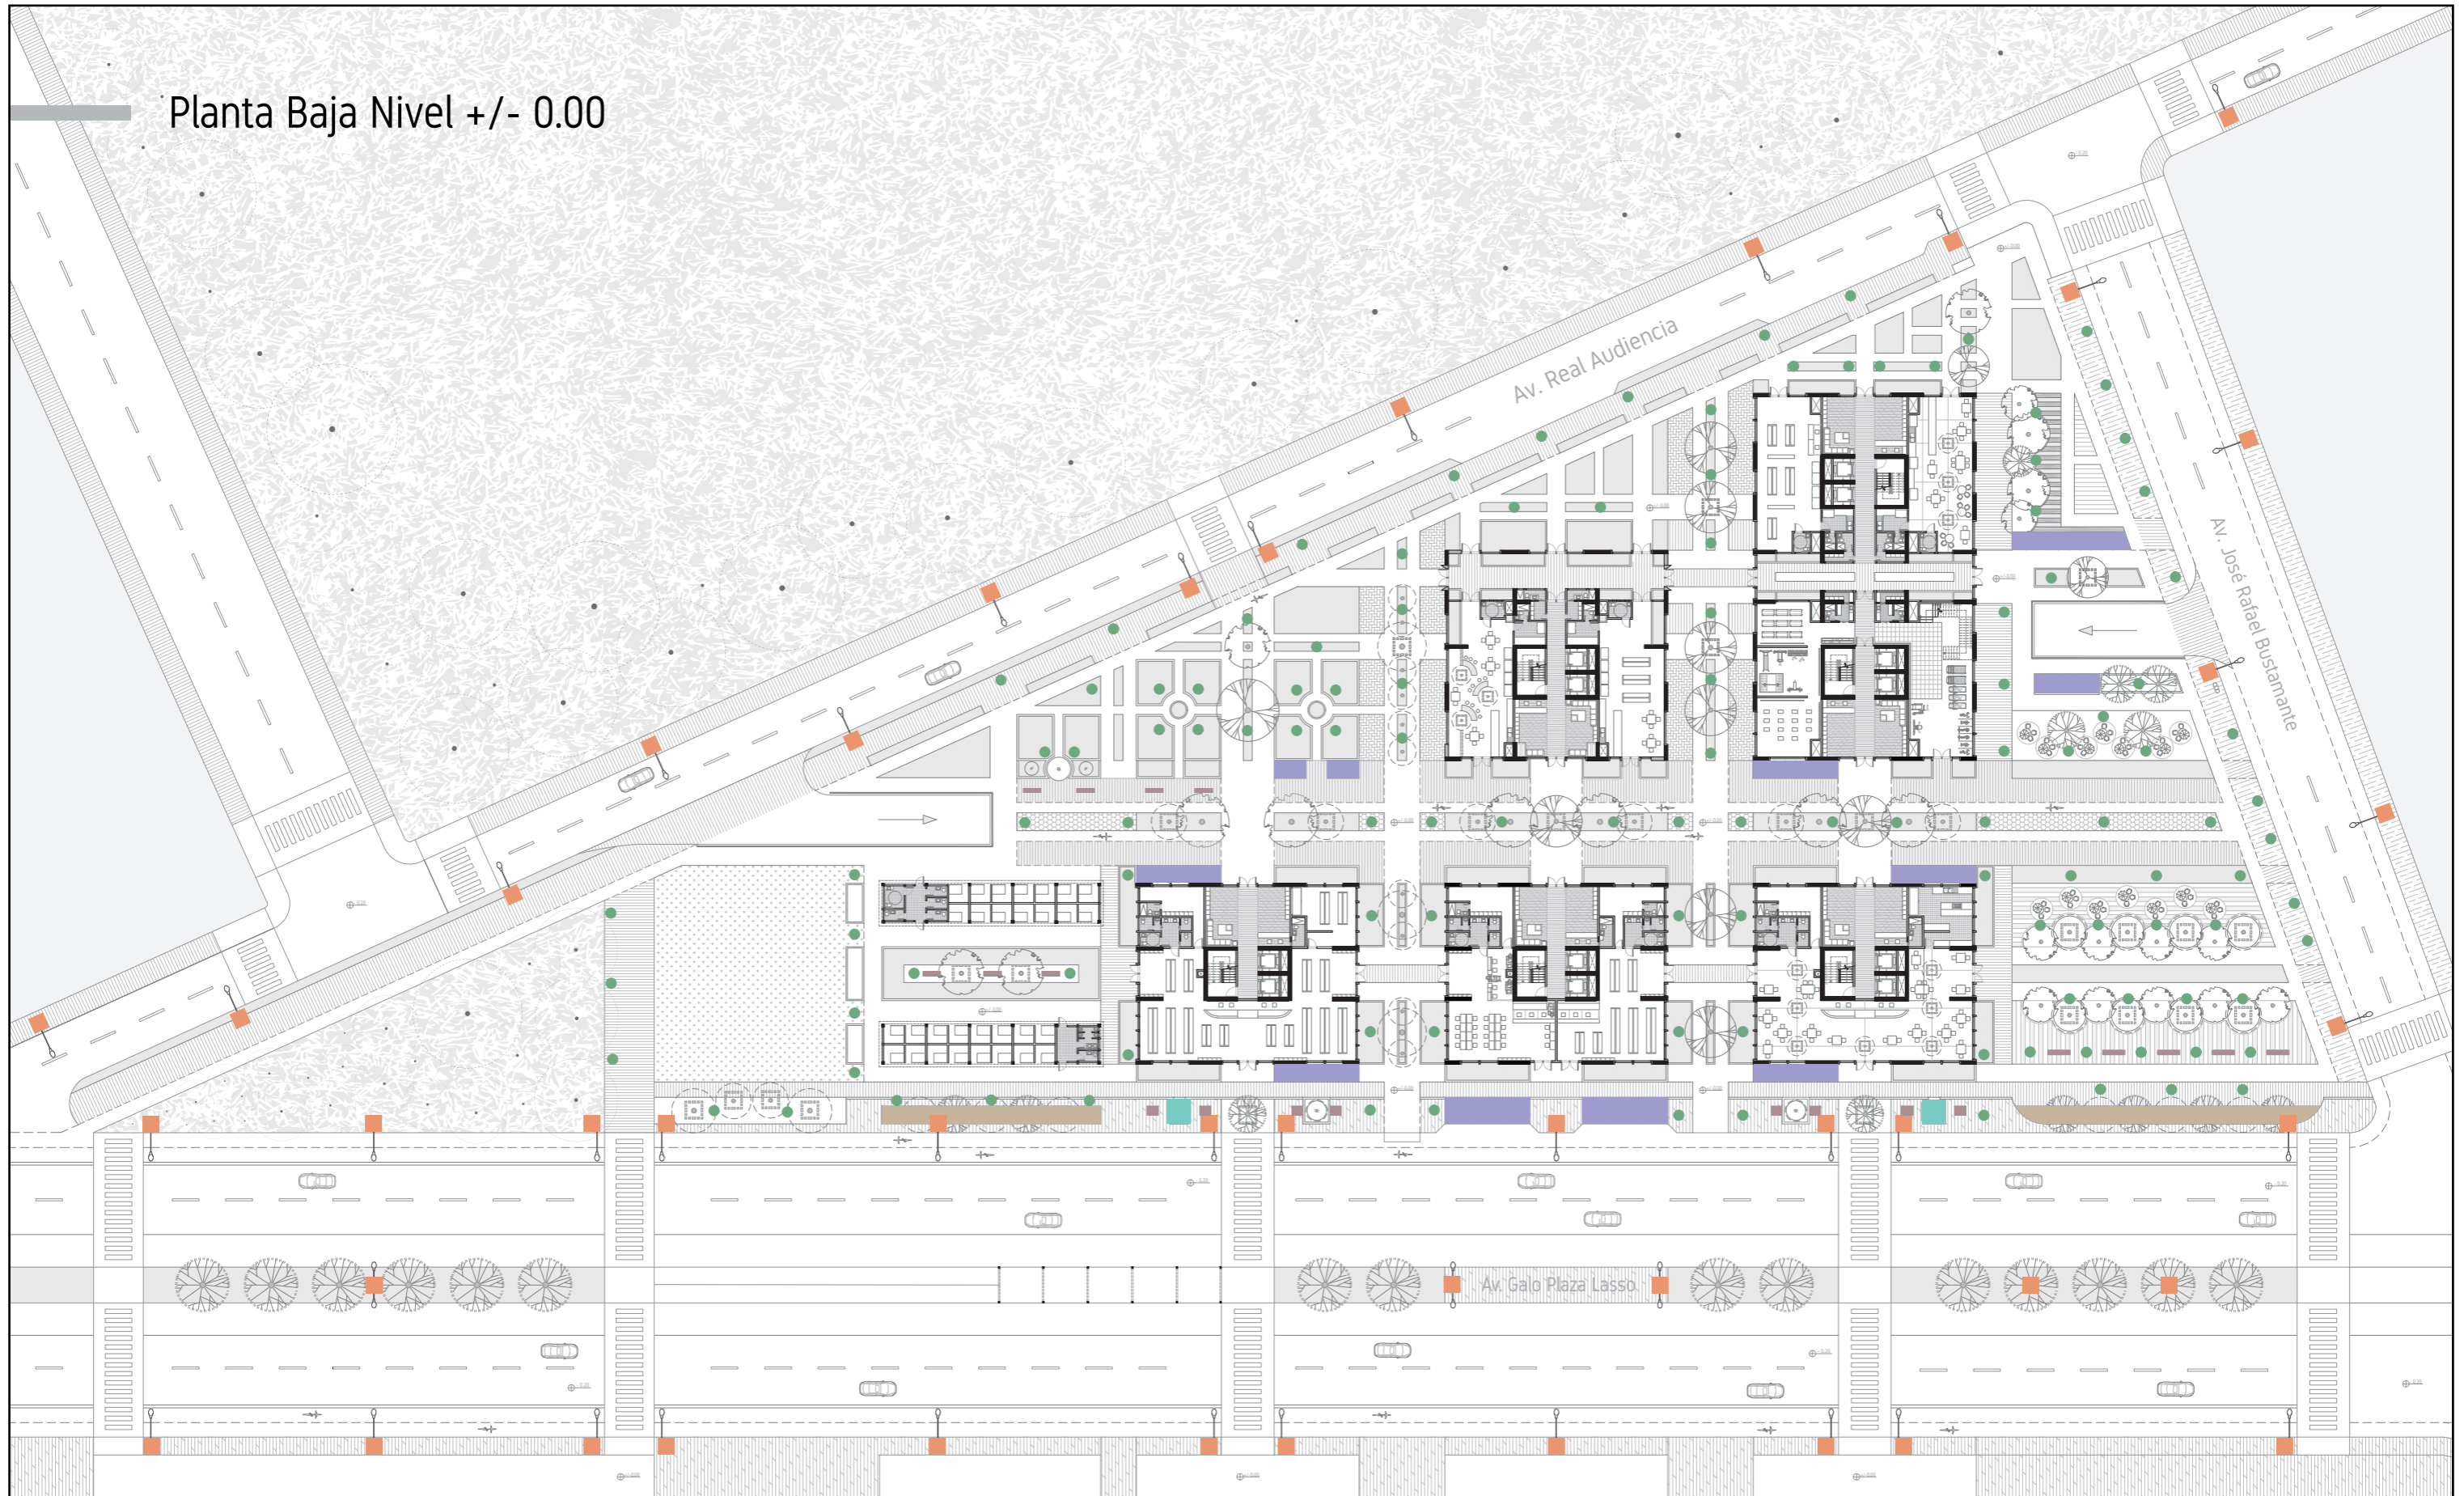 Planta Baja Nivel +/- 0.00
Av. Real Audiencia
Av. José Rafael Bustamante
Av. Galo Plaza Lasso